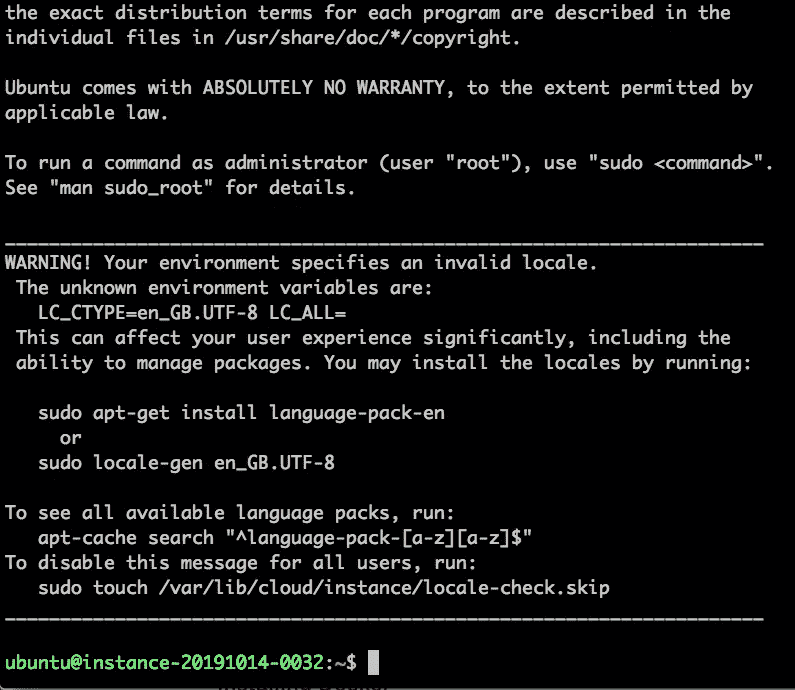 the exact distribution terms for each program are described in the
individual files in /usr/share/doc/*/copyright.
Ubuntu comes with ABSOLUTELY NO WARRANTY, to the extent permitted by
applicable law.
To run a command as administrator (user "root"), use "sudo <command>".
See "man sudo_root" for details.
WARNING! Your environment specifies an invalid locale.
The unknown environment variables are:
LC_CTYPE=en_GB.UTF-8 LC_ALL=
This can affect your user experience significantly, including the
ability to manage packages. You may install the locales by running:
sudo apt-get install language-pack-en
or
sudo locale-gen en_GB.UTF-8
To see all available language packs, run:
apt-cache search "^language-pack-[a-z][a-z]$"
To disable this message for all users, run:
sudo touch /var/lib/cloud/instance/locale-check.skip
ubuntu@instance-20191014-0032:~$